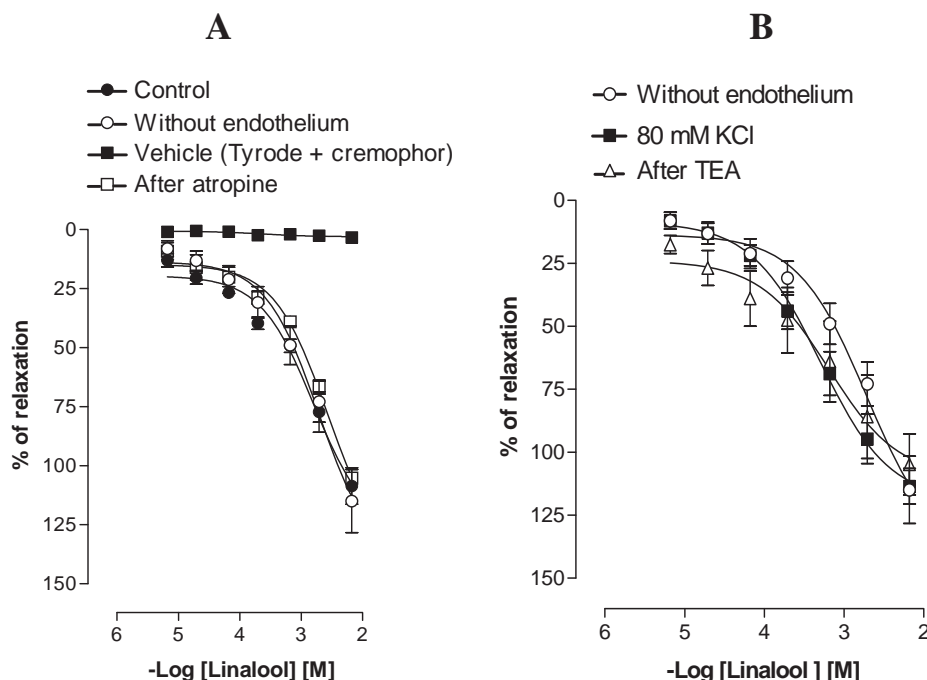 A
Control
Without endothelium
Vehicle (Tyrode + cremophor)
After atropine
0
25
50
75
100
125
150
% of relaxation
6 5 4 3 2
-Log [Linalool] [M]
B
Without endothelium
80 mM KCl
After TEA
0
25
50
75
100
125
150
% of relaxation
6 5 4 3 2
-Log [Linalool ] [M]